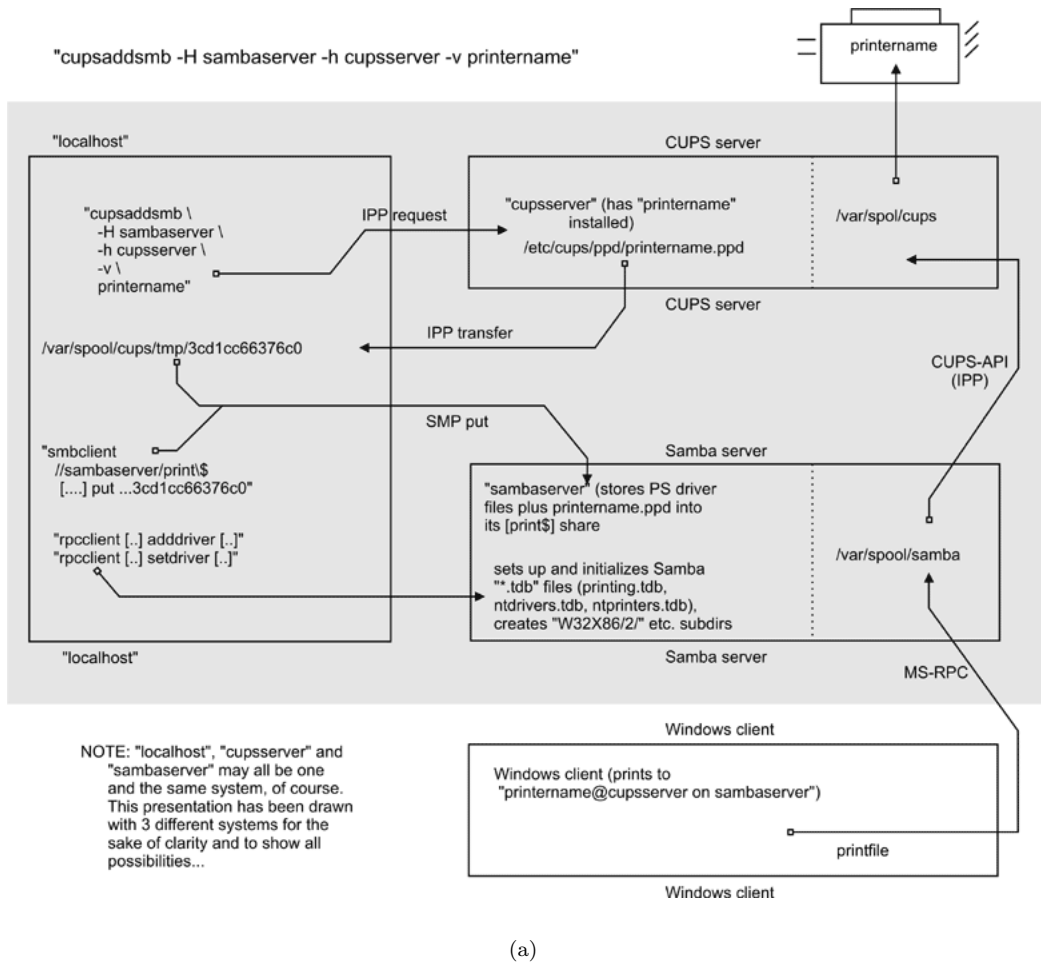 "cupsaddsmb -H sambaserver -h cupsserver -v printername"
printername
"localhost"
"cupsaddsmb \
-H sambaserver \
-h cupsserver \
-v \
printername"
IPP request
CUPS server
"cupsserver" (has "printername"
installed)
/etc/cups/ppd/printername.ppd
/var/spol/cups
CUPS server
IPP transfer
/var/spool/cups/tmp/3cd1cc66376c0
CUPS-API
(IPP)
SMP put
"smbclient
//sambaserver/print\$
[....] put ...3cd1cc66376c0"
"rpcclient [..] adddriver [..]"
"rpcclient [..] setdriver [..]"
"localhost"
Samba server
"sambaserver" (stores PS driver
files plus printername.ppd into
its [print$] share
sets up and initializes Samba
"*.tdb" files (printing.tdb,
ntdrivers.tdb, ntprinters.tdb),
creates "W32X86/2/" etc. subdirs
/var/spool/samba
Samba server
MS-RPC
NOTE: "localhost", "cupsserver" and
"sambaserver" may all be one
and the same system, of course.
This presentation has been drawn
with 3 different systems for the
sake of clarity and to show all
possibilities...
Windows client
Windows client (prints to
"printername@cupsserver on sambaserver")
printfile
Windows client
(a)